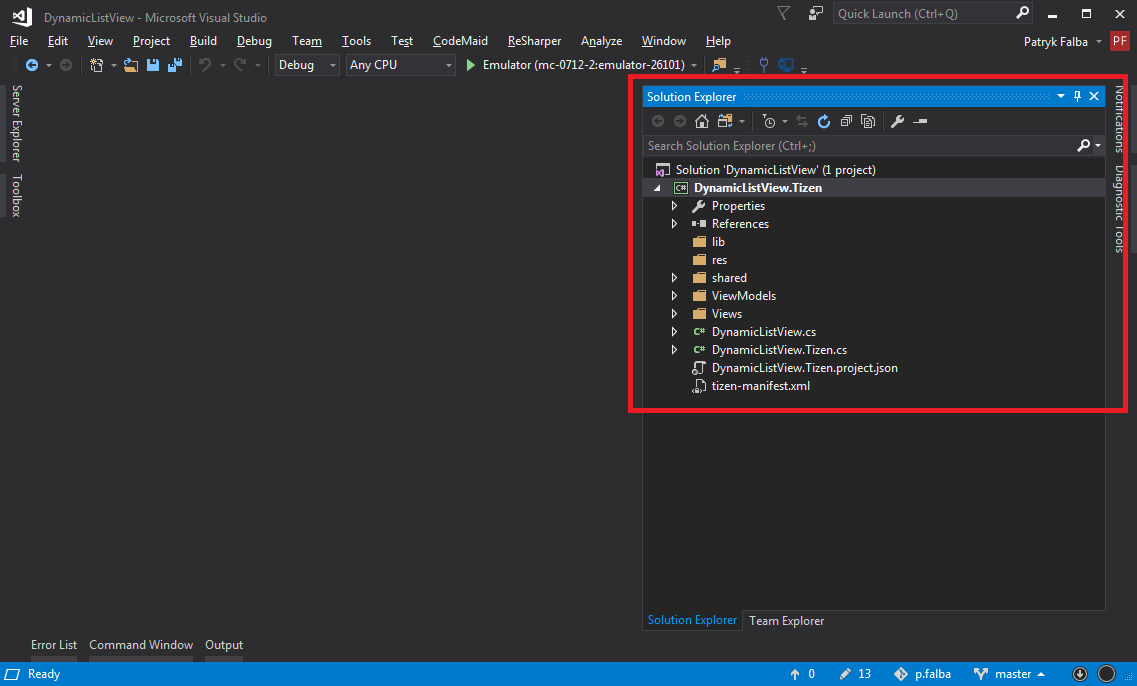 DynamicListView - Microsoft Visual Studio
Quick Launch (Ctrl+Q)
File Edit View Project Build Debug Team Tools Test CodeMaid ReSharper Analyze Window Help
Patryk Falba PF
Debug Any CPU Emulator (mc-0712-2:emulator-26101)
Server Explorer
Toolbox
Solution Explorer
Search Solution Explorer (Ctrl+;)
Solution 'DynamicListView' (1 project)
C# DynamicListView.Tizen
Properties
References
lib
res
shared
ViewModels
Views
C# DynamicListView.cs
C# DynamicListView.Tizen.cs
DynamicListView.Tizen.project.json
tizen-manifest.xml
Notifications
Diagnostic Tools
Solution Explorer Team Explorer
Error List Command Window Output
Ready 0 13 p.falba master